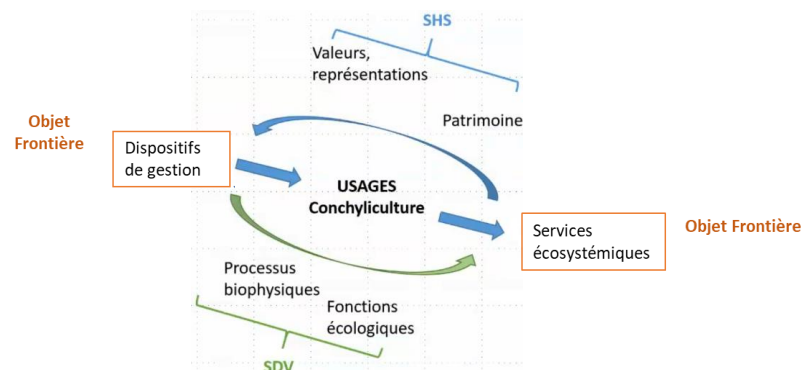 SHS
Valeurs,
représentations
Patrimoine
Objet
Frontière
Dispositifs
de gestion
USAGES
Conchyliculture
Services
écosystémiques
Objet Frontière
Processus
biophysiques
Fonctions
écologiques
SDV